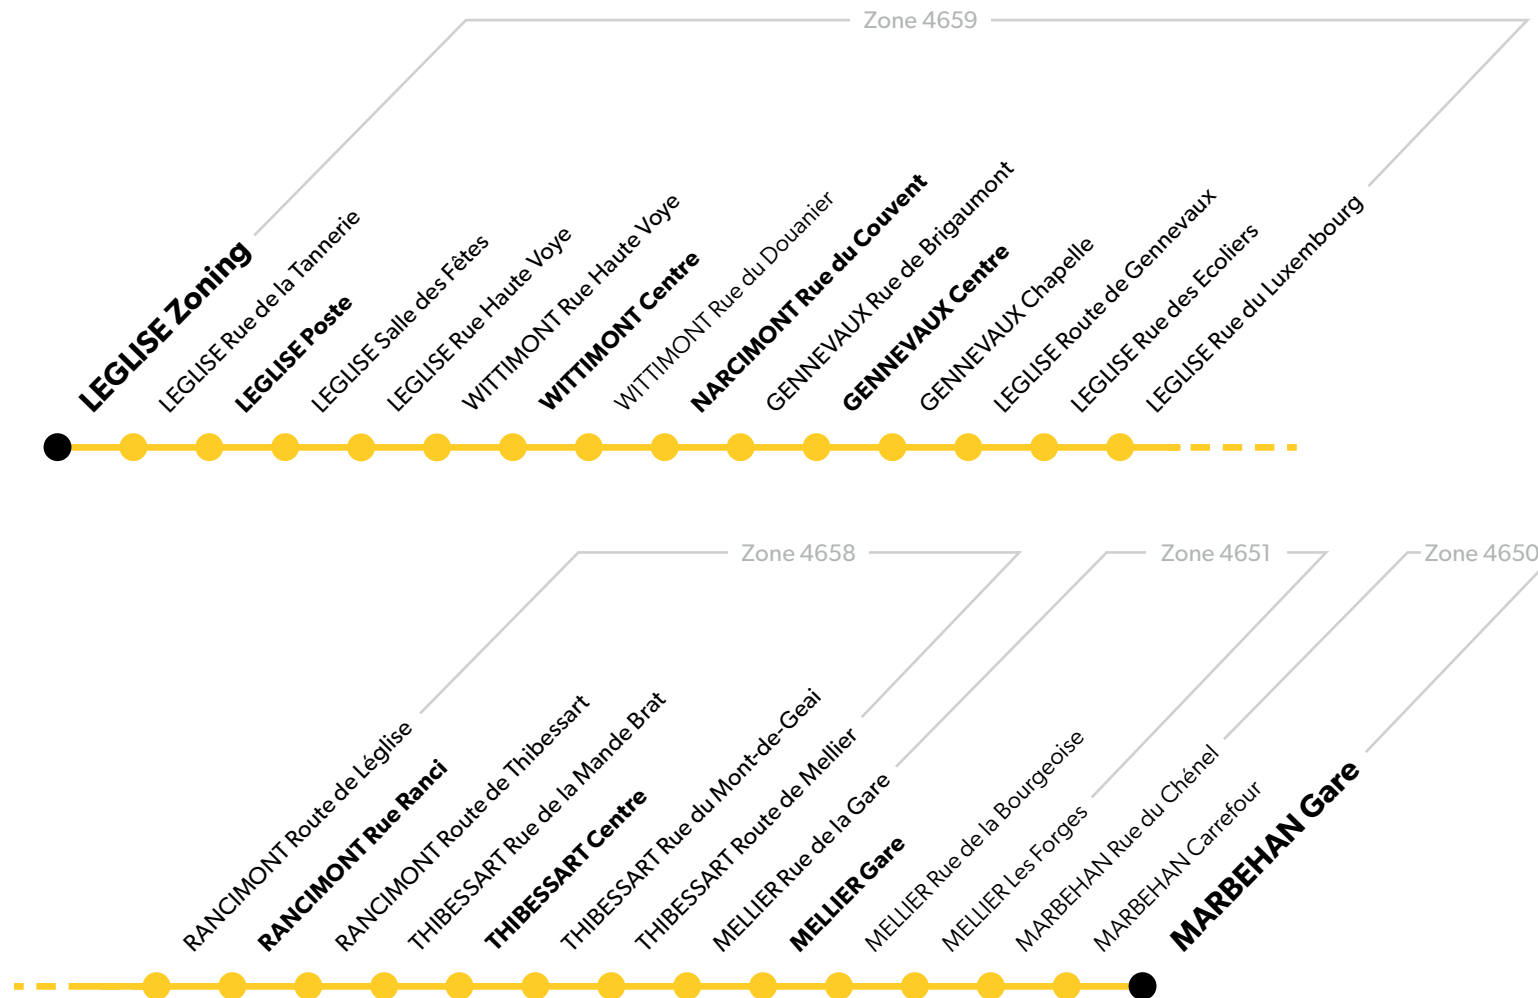 Zone 4659
LEGLISE Zoning
LEGLISE Rue de la Tannerie
LEGLISE Poste
LEGLISE Salle des Fêtes
LEGLISE Rue Haute Voye
WITTIMONT Rue Haute Voye
WITTIMONT Centre
WITTIMONT Rue du Douanier
NARCIMONT Rue du Couvent
GENNEVAUX Rue de Brigaumont
GENNEVAUX Centre
GENNEVAUX Chapelle
LEGLISE Route de Gennevaux
LEGLISE Rue des Ecoliers
LEGLISE Rue du Luxembourg
Zone 4658
Zone 4651
Zone 4650
RANCIMONT Route de Léglise
RANCIMONT Rue Ranci
RANCIMONT Route de Thibessart
THIBESSART Rue de la Mande Brat
THIBESSART Centre
THIBESSART Rue du Mont-de-Geai
THIBESSART Route de Mellier
MELLIER Rue de la Gare
MELLIER Gare
MELLIER Rue de la Bourgeoise
MELLIER Les Forges
MARBEHAN Rue du Chénel
MARBEHAN Carrefour
MARBEHAN Gare